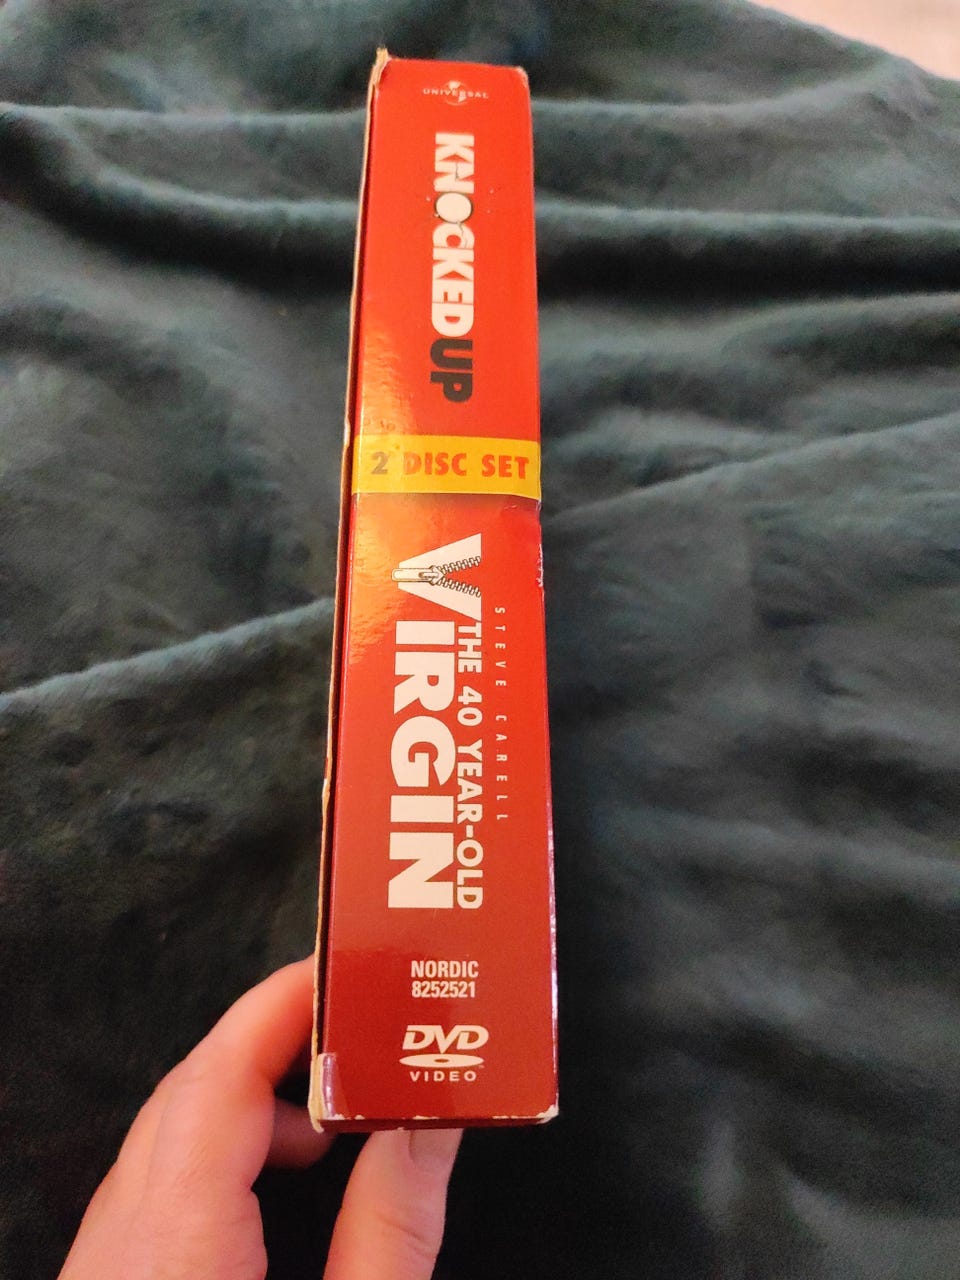 UNIVERSAL
KNOCKED UP
2 DISC SET
STEVE CARELL
THE 40 YEAR-OLD
VIRGIN
NORDIC
8252521
DVD
VIDEO